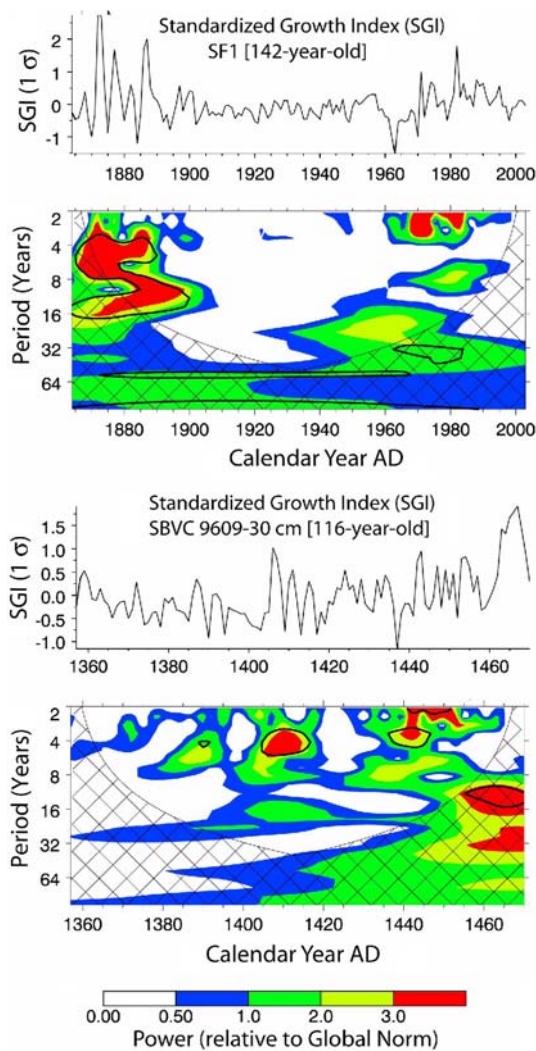 Standardized Growth Index (SGI)
SF1 [142-year-old]
SGI (1 σ)
2
1
0
-1
1880 1900 1920 1940 1960 1980 2000
Period (Years)
2
4
8
16
32
64
1880 1900 1920 1940 1960 1980 2000
Calendar Year AD
Standardized Growth Index (SGI)
SBVC 9609-30 cm [116-year-old]
SGI (1 σ)
1.5
1.0
0.5
0.0
-0.5
-1.0
1360 1380 1400 1420 1440 1460
Period (Years)
2
4
8
16
32
64
1360 1380 1400 1420 1440 1460
Calendar Year AD
0.00 0.50 1.0 2.0 3.0
Power (relative to Global Norm)